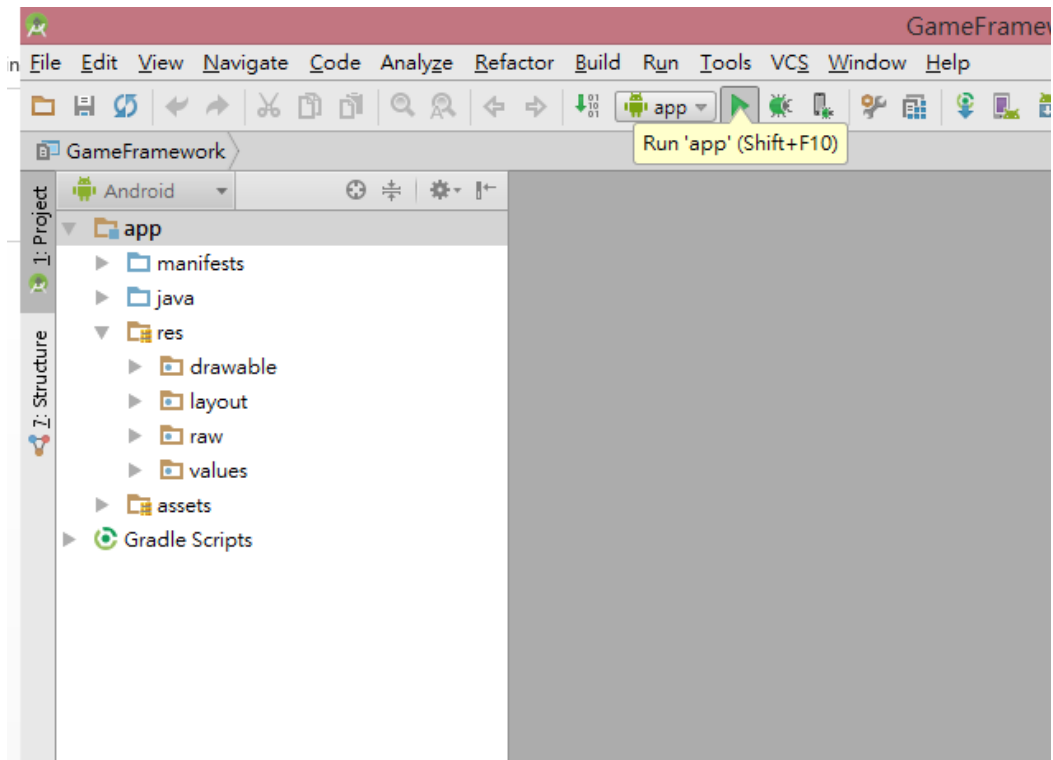 GameFramew
in File Edit View Navigate Code Analyze Refactor Build Run Tools VCS Window Help
app
Run 'app' (Shift+F10)
GameFramework
1: Project
Android
app
manifests
java
res
drawable
layout
raw
values
assets
Gradle Scripts
7: Structure